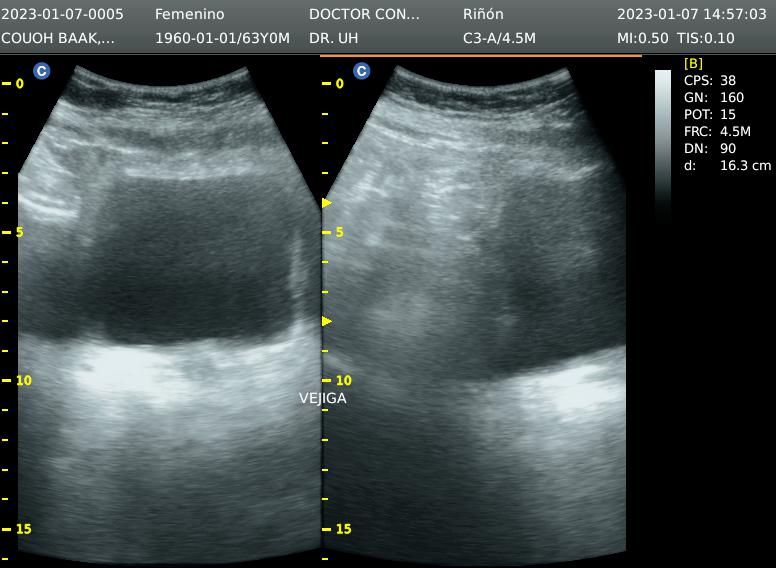 2023-01-07-0005 Femenino DOCTOR CON... Riñón 2023-01-07 14:57:03
COUOH BAAK,... 1960-01-01/63Y0M DR. UH C3-A/4.5M MI:0.50 TIS:0.10
C C
[B]
CPS: 38
GN: 160
POT: 15
FRC: 4.5M
DN: 90
d: 16.3 cm
0 0
5 5
10 10
VEJIGA
15 15